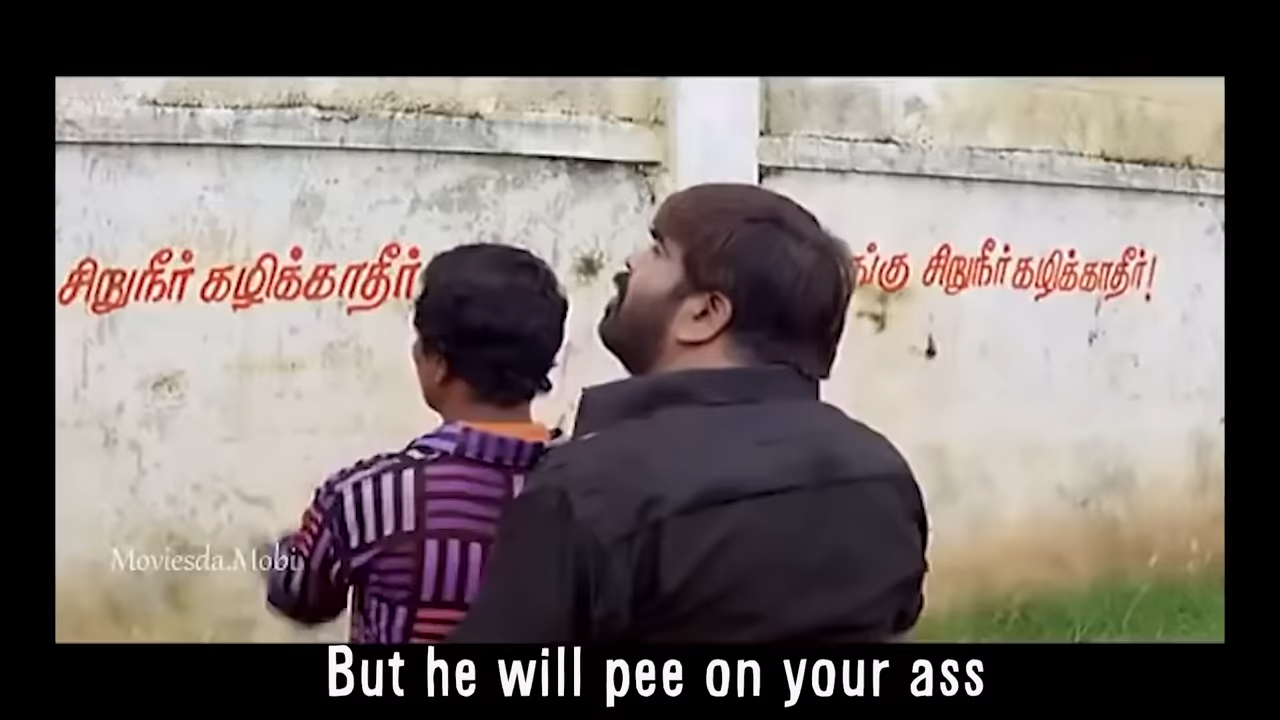 சிறுநீர் கழிக்காதீர்
சிறுநீர் கழிக்காதீர்!
Moviesda.Mobi
But he will pee on your ass